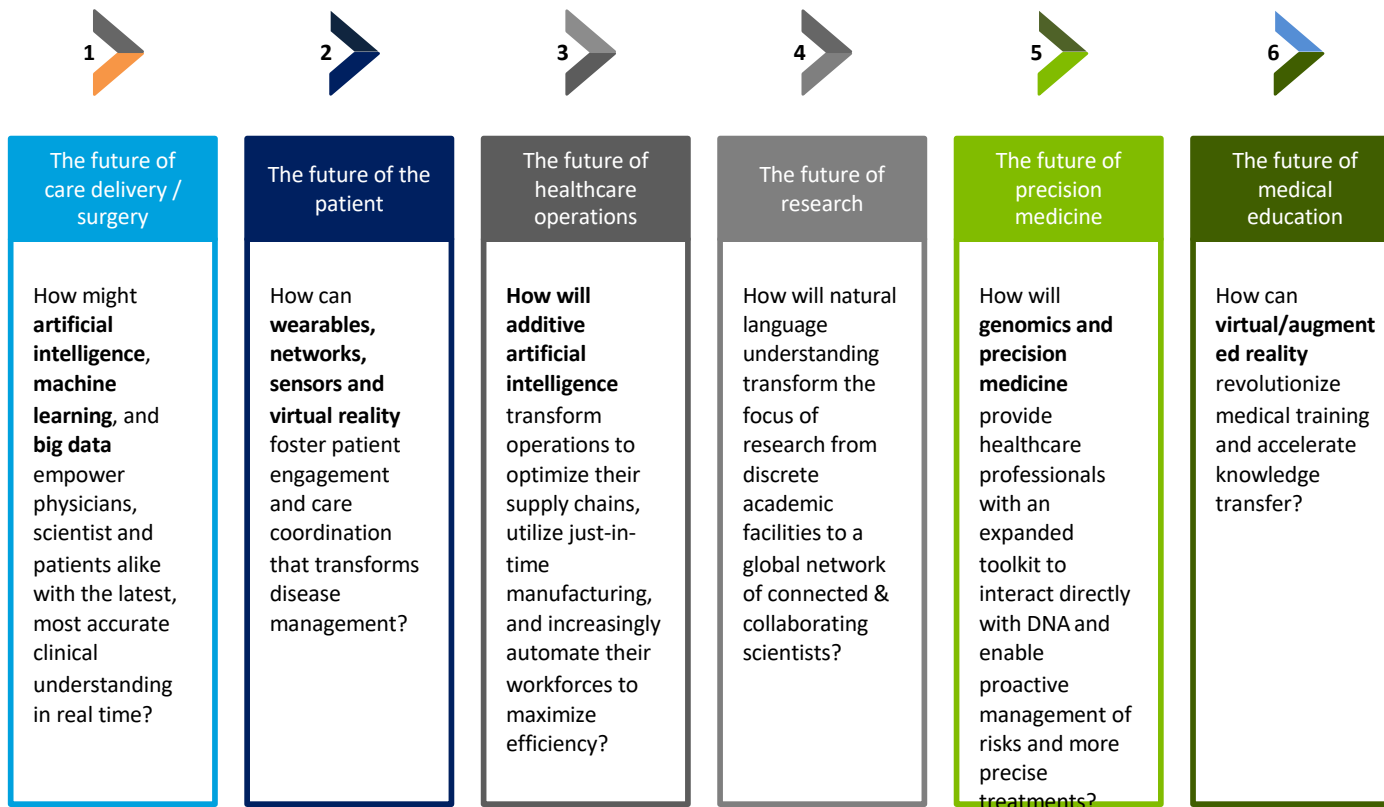 1
2
3
4
5
6
The future of
care delivery /
surgery
How might
artificial
intelligence,
machine
learning, and
big data
empower
physicians,
scientist and
patients alike
with the latest,
most accurate
clinical
understanding
in real time?
The future of the
patient
How can
wearables,
networks,
sensors and
virtual reality
foster patient
engagement
and care
coordination
that transforms
disease
management?
The future of
healthcare
operations
How will
additive
artificial
intelligence
transform
operations to
optimize their
supply chains,
utilize just-in-
time
manufacturing,
and increasingly
automate their
workforces to
maximize
efficiency?
The future of
research
How will natural
language
understanding
transform the
focus of
research from
discrete
academic
facilities to a
global network
of connected &
collaborating
scientists?
The future of
precision
medicine
How will
genomics and
precision
medicine
provide
healthcare
professionals
with an
expanded
toolkit to
interact directly
with DNA and
enable
proactive
management of
risks and more
precise
treatments?
The future of
medical
education
How can
virtual/augment
ed reality
revolutionize
medical training
and accelerate
knowledge
transfer?